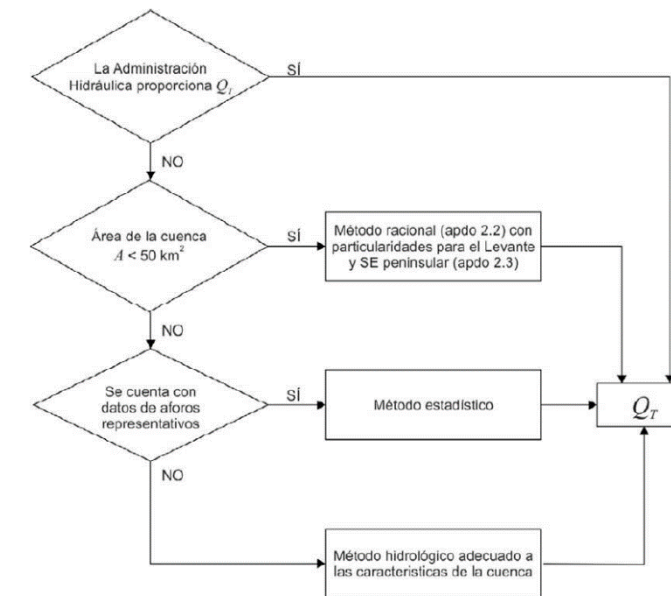 La Administración
Hidráulica proporciona Q_T
SÍ
NO
Área de la cuenca
A < 50 km²
SÍ
Método racional (apdo 2.2) con
particularidades para el Levante
y SE peninsular (apdo 2.3)
NO
Se cuenta con
datos de aforos
representativos
SÍ
Método estadístico
Q_T
NO
Método hidrológico adecuado a
las caracteristicas de la cuenca